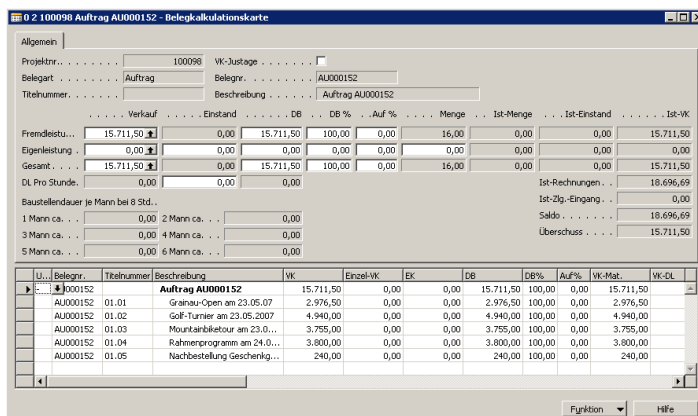 0 2 100098 Auftrag AU000152 - Belegkalkulationskarte
Allgemein
Projektnr.. . . . . . . . 100098 VK-Justage . . . . . . .
Belegart . . . . . . . . Auftrag Belegnr. . . . . . . . . AU000152
Titelnummer. . . . . . . Beschreibung . . . . . . Auftrag AU000152
. . . . . . Verkauf . . . . . Einstand . . . . . . . DB . . DB % . .Auf % . . . . Menge . . Ist-Menge . . . Ist-Einstand . . . . . . Ist-VK
Fremdleistu... 15.711,50 0,00 15.711,50 100,00 0,00 16,00 0,00 0,00 15.711,50
Eigenleistung . 0,00 0,00 0,00 0,00 0,00 0,00 0,00 0,00 0,00
Gesamt. . . . . 15.711,50 0,00 15.711,50 100,00 0,00 16,00 0,00 0,00 15.711,50
DL Pro Stunde. 0,00 0,00 0,00 Ist-Rechnungen . . 18.696,69
Baustellendauer je Mann bei 8 Std. . Ist-Zlg.-Eingang . . 0,00
1 Mann ca. . . . 0,00 2 Mann ca. . . . 0,00 Saldo . . . . . . . 18.696,69
3 Mann ca. . . . 0,00 4 Mann ca. . . . 0,00 Überschuss . . . . 15.711,50
5 Mann ca. . . . 0,00 6 Mann ca. . . . 0,00
U... Belegnr. Titelnummer Beschreibung VK Einzel-VK EK DB DB% Auf% VK-Mat. VK-DL
- 000152 Auftrag AU000152 15.711,50 0,00 0,00 15.711,50 100,00 0,00 15.711,50
AU000152 01.01 Grainau-Open am 23.05.07 2.976,50 0,00 0,00 2.976,50 100,00 0,00 2.976,50
AU000152 01.02 Golf-Turnier am 23.05.2007 4.940,00 0,00 0,00 4.940,00 100,00 0,00 4.940,00
AU000152 01.03 Mountainbiketour am 23.0... 3.755,00 0,00 0,00 3.755,00 100,00 0,00 3.755,00
AU000152 01.04 Rahmenprogramm am 24.0... 3.800,00 0,00 0,00 3.800,00 100,00 0,00 3.800,00
AU000152 01.05 Nachbestellung Geschenkg... 240,00 0,00 0,00 240,00 100,00 0,00 240,00
Funktion Hilfe